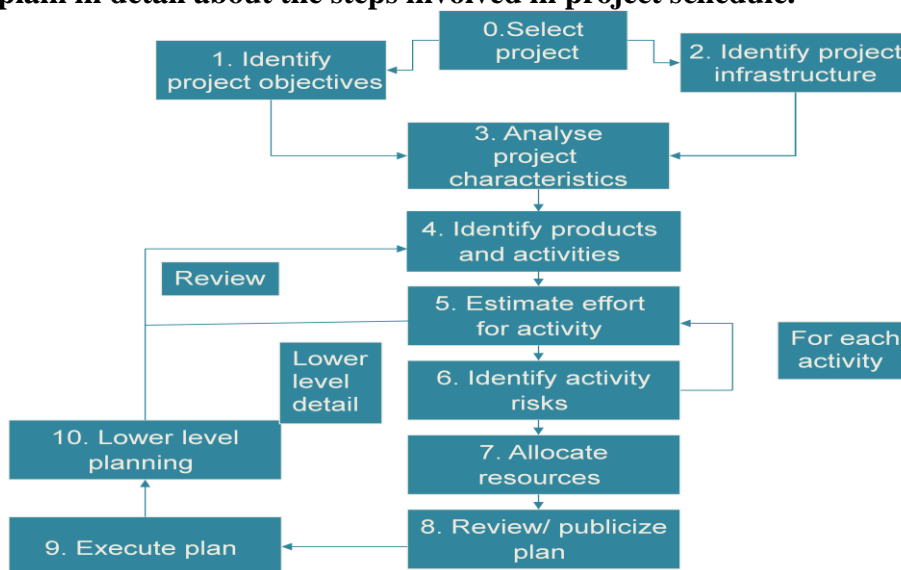 plain in detail about the steps involved in project schedule.
0.Select
project
1. Identify
project objectives
2. Identify project
infrastructure
3. Analyse
project
characteristics
4. Identify products
and activities
Review
5. Estimate effort
for activity
For each
activity
Lower
level
detail
6. Identify activity
risks
10. Lower level
planning
7. Allocate
resources
8. Review/ publicize
plan
9. Execute plan